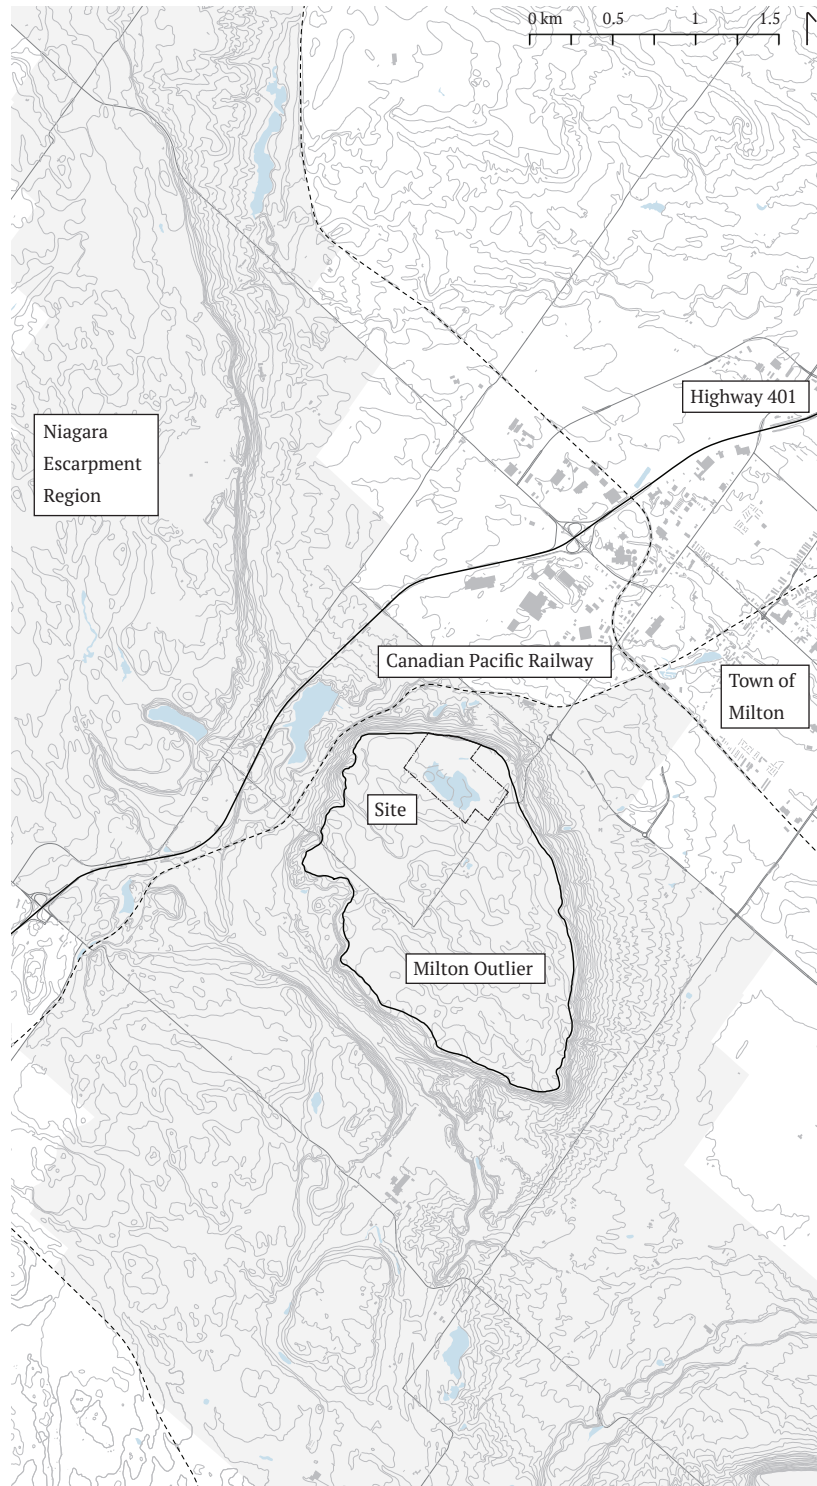 0 km 0.5 1 1.5
Highway 401
Niagara
Escarpment
Region
Canadian Pacific Railway
Town of
Milton
Site
Milton Outlier